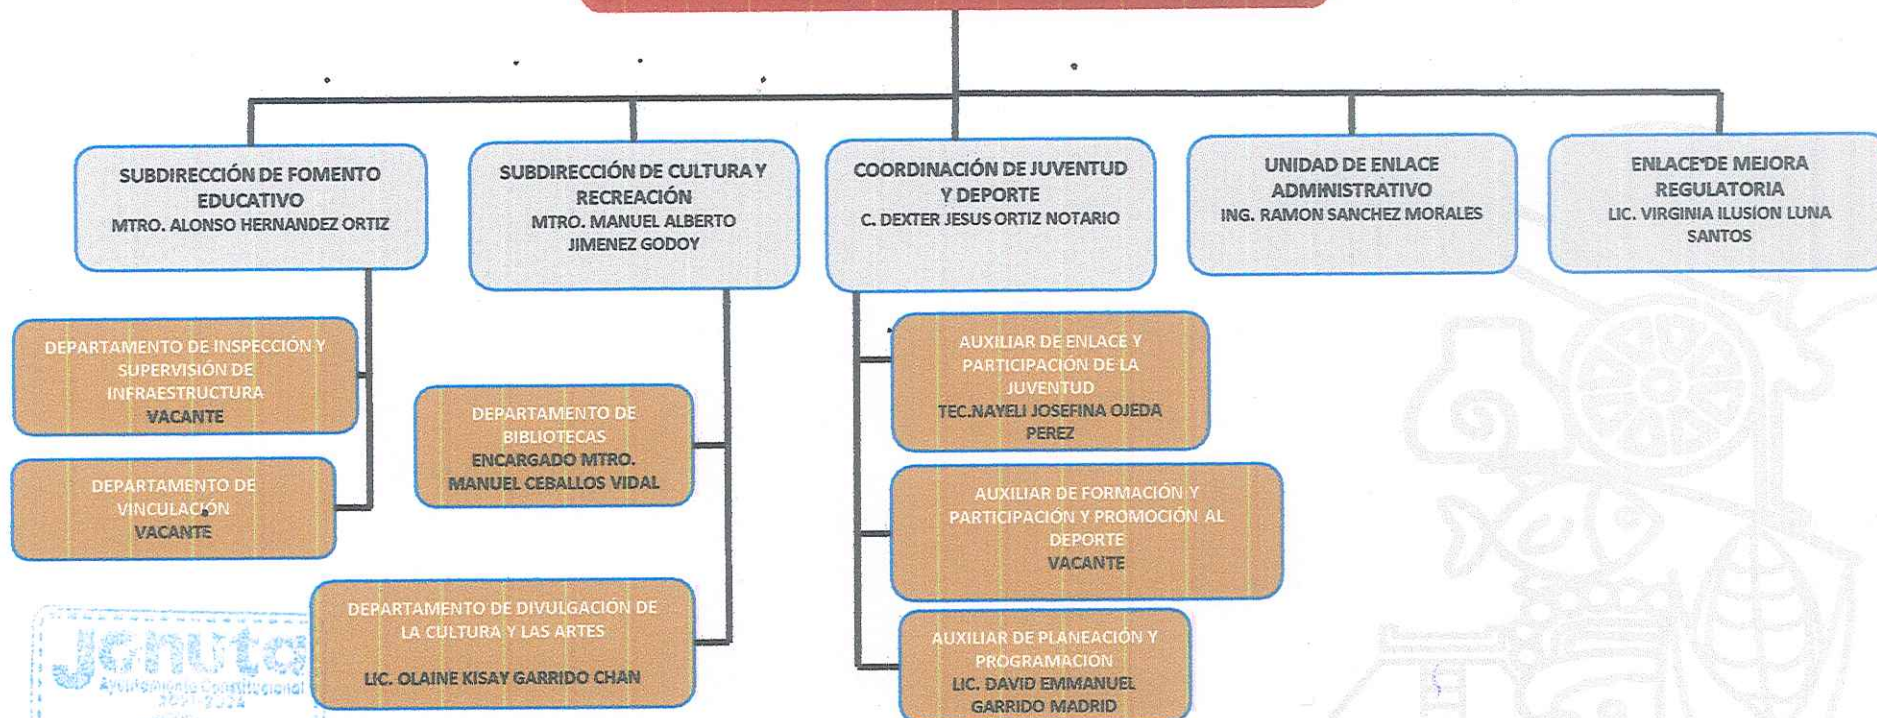 SUBDIRECCIÓN DE FOMENTO
EDUCATIVO
MTRO. ALONSO HERNANDEZ ORTIZ
SUBDIRECCIÓN DE CULTURA Y
RECREACIÓN
MTRO. MANUEL ALBERTO
JIMENEZ GODOY
COORDINACIÓN DE JUVENTUD
Y DEPORTE
C. DEXTER JESUS ORTIZ NOTARIO
UNIDAD DE ENLACE
ADMINISTRATIVO
ING. RAMON SANCHEZ MORALES
ENLACE DE MEJORA
REGULATORIA
LIC. VIRGINIA ILUSION LUNA
SANTOS
DEPARTAMENTO DE INSPECCIÓN Y
SUPERVISIÓN DE
INFRAESTRUCTURA
VACANTE
DEPARTAMENTO DE
VINCULACIÓN
VACANTE
DEPARTAMENTO DE
BIBLIOTECAS
ENCARGADO MTRO.
MANUEL CEBALLOS VIDAL
DEPARTAMENTO DE DIVULGACIÓN DE
LA CULTURA Y LAS ARTES
LIC. OLAINE KISAY GARRIDO CHAN
AUXILIAR DE ENLACE Y
PARTICIPACIÓN DE LA
JUVENTUD
TEC.NAYELI JOSEFINA OJEDA
PEREZ
AUXILIAR DE FORMACIÓN Y
PARTICIPACIÓN Y PROMOCIÓN AL
DEPORTE
VACANTE
AUXILIAR DE PLANEACIÓN Y
PROGRAMACIÓN
LIC. DAVID EMMANUEL
GARRIDO MADRID
Jonuta
Ayuntamiento Constitucional